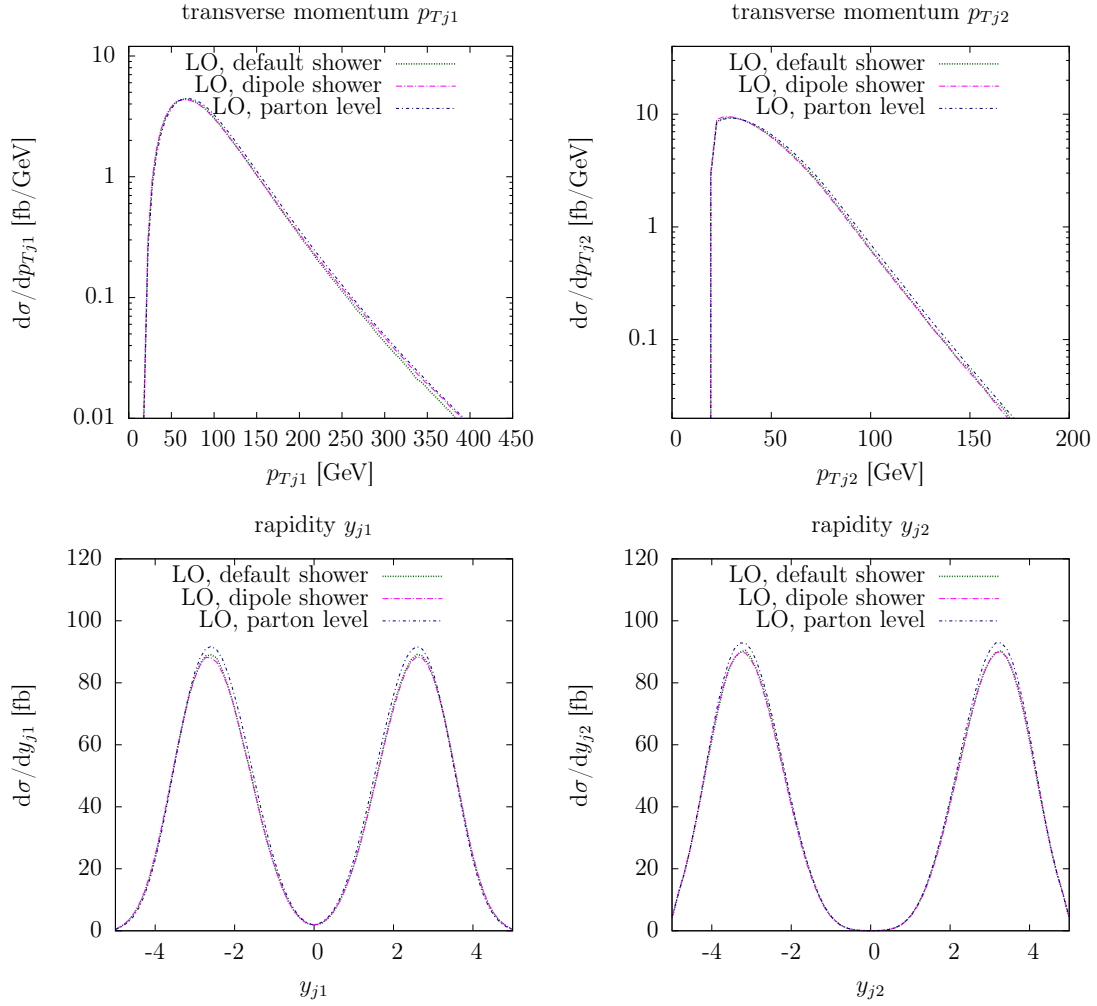 transverse momentum p_{Tj1}
10
1
0.1
0.01
dσ/dp_{Tj1} [fb/GeV]
LO, default shower
LO, dipole shower
LO, parton level
0 50 100 150 200 250 300 350 400 450
p_{Tj1} [GeV]
transverse momentum p_{Tj2}
10
1
0.1
dσ/dp_{Tj2} [fb/GeV]
LO, default shower
LO, dipole shower
LO, parton level
0 50 100 150 200
p_{Tj2} [GeV]
rapidity y_{j1}
120
100
80
60
40
20
0
dσ/dy_{j1} [fb]
LO, default shower
LO, dipole shower
LO, parton level
-4 -2 0 2 4
y_{j1}
rapidity y_{j2}
120
100
80
60
40
20
0
dσ/dy_{j2} [fb]
LO, default shower
LO, dipole shower
LO, parton level
-4 -2 0 2 4
y_{j2}